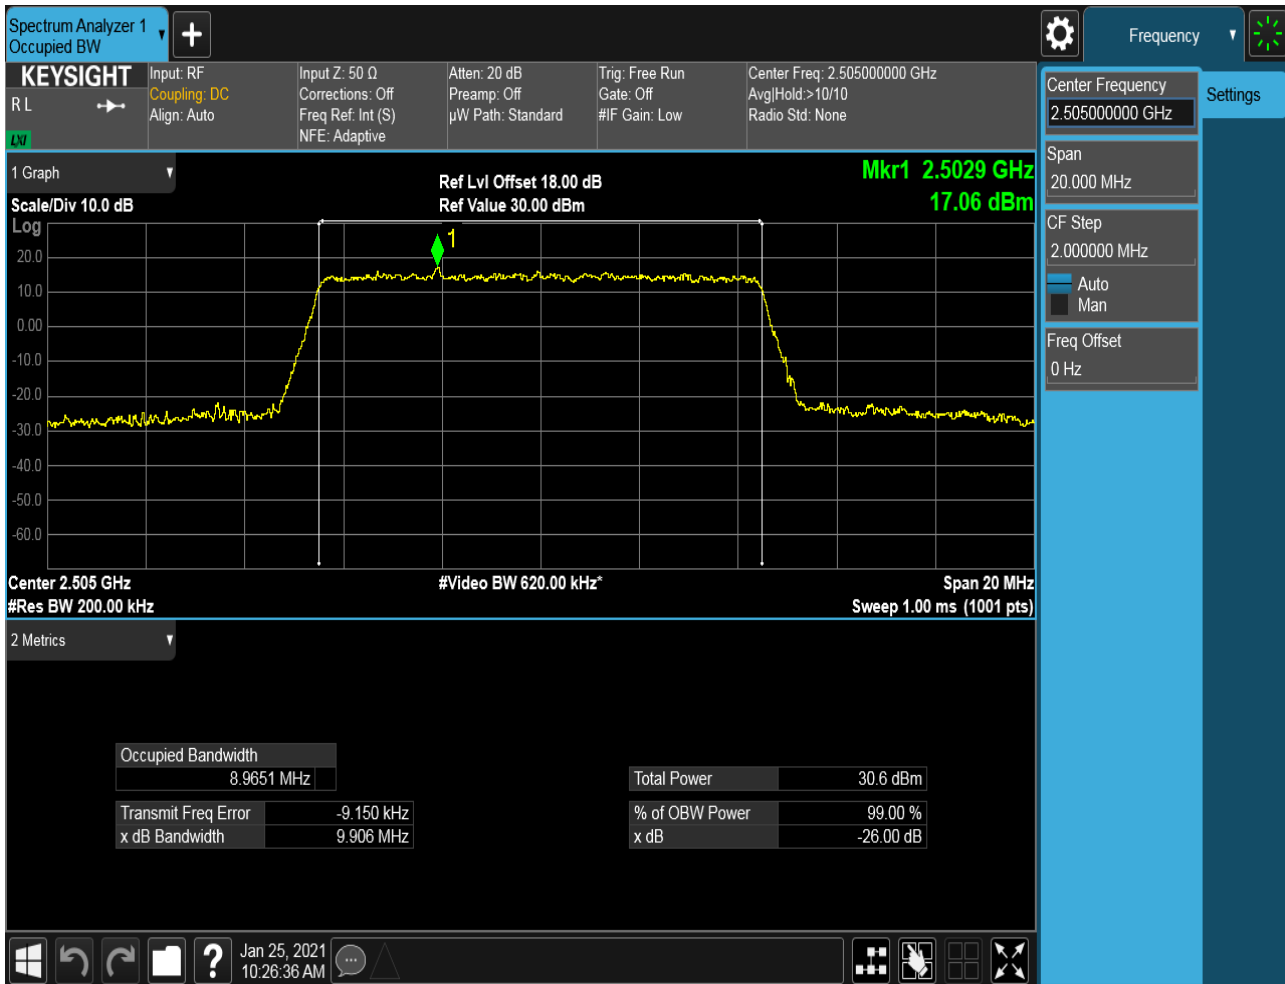 Spectrum Analyzer 1
Occupied BW
Frequency
KEYSIGHT
R L
LXI
Input: RF
Coupling: DC
Align: Auto
Input Z: 50 Ω
Corrections: Off
Freq Ref: Int (S)
NFE: Adaptive
Atten: 20 dB
Preamp: Off
µW Path: Standard
Trig: Free Run
Gate: Off
#IF Gain: Low
Center Freq: 2.505000000 GHz
Avg|Hold:>10/10
Radio Std: None
Center Frequency
2.505000000 GHz
Settings
Span
20.000 MHz
CF Step
2.000000 MHz
Auto
Man
Freq Offset
0 Hz
1 Graph
Scale/Div 10.0 dB
Ref Lvl Offset 18.00 dB
Ref Value 30.00 dBm
Mkr1 2.5029 GHz
17.06 dBm
Log
1
20.0
10.0
0.00
-10.0
-20.0
-30.0
-40.0
-50.0
-60.0
Center 2.505 GHz
#Res BW 200.00 kHz
#Video BW 620.00 kHz*
Span 20 MHz
Sweep 1.00 ms (1001 pts)
2 Metrics
Occupied Bandwidth
8.9651 MHz
Transmit Freq Error -9.150 kHz
x dB Bandwidth 9.906 MHz
Total Power 30.6 dBm
% of OBW Power 99.00 %
x dB -26.00 dB
?
Jan 25, 2021
10:26:36 AM